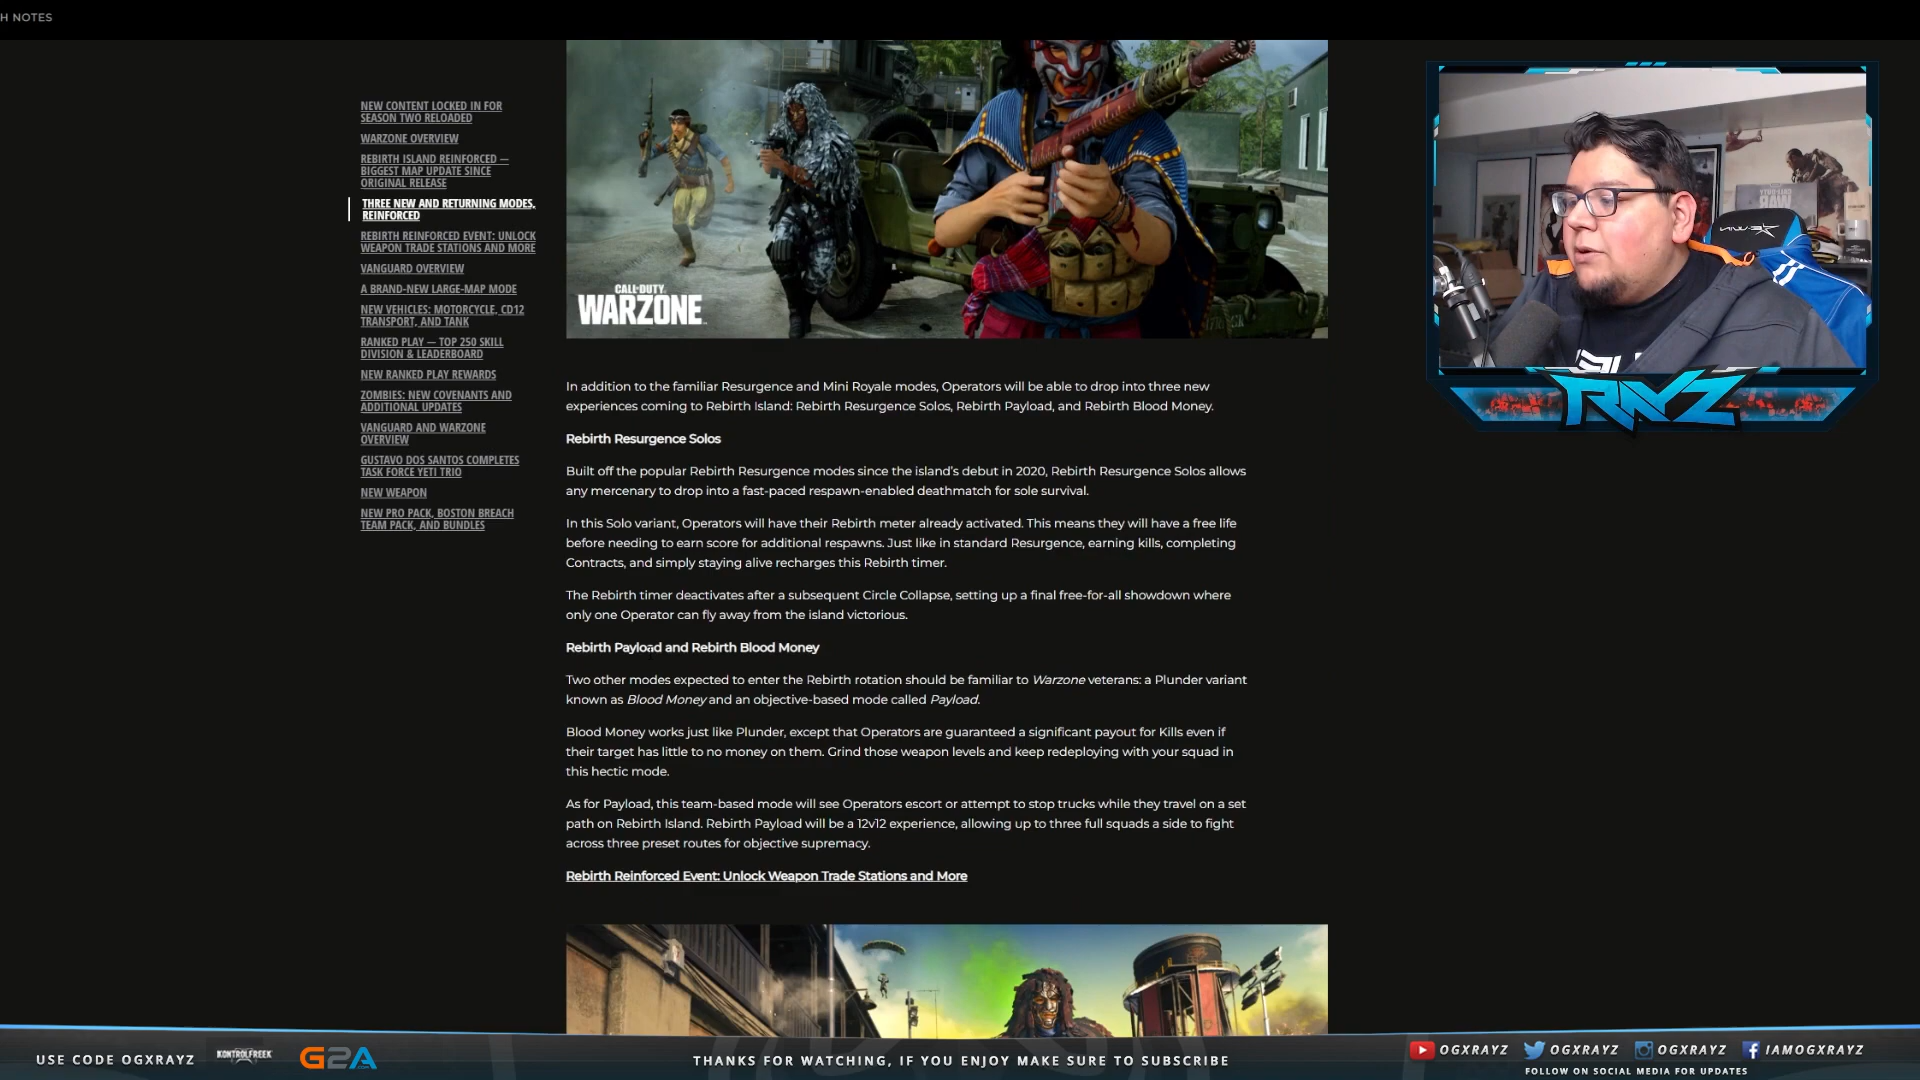 H NOTES
NEW CONTENT LOCKED IN FOR
SEASON TWO RELOADED
WARZONE OVERVIEW
REBIRTH ISLAND REINFORCED —
BIGGEST MAP UPDATE SINCE
ORIGINAL RELEASE
THREE NEW AND RETURNING MODES,
REINFORCED
REBIRTH REINFORCED EVENT: UNLOCK
WEAPON TRADE STATIONS AND MORE
VANGUARD OVERVIEW
A BRAND-NEW LARGE-MAP MODE
NEW VEHICLES: MOTORCYCLE, CD12
TRANSPORT, AND TANK
RANKED PLAY — TOP 250 SKILL
DIVISION & LEADERBOARD
NEW RANKED PLAY REWARDS
ZOMBIES: NEW COVENANTS AND
ADDITIONAL UPDATES
VANGUARD AND WARZONE
OVERVIEW
GUSTAVO DOS SANTOS COMPLETES
TASK FORCE YETI TRIO
NEW WEAPON
NEW PRO PACK, BOSTON BREACH
TEAM PACK, AND BUNDLES
CALL OF DUTY
WARZONE
In addition to the familiar Resurgence and Mini Royale modes, Operators will be able to drop into three new
experiences coming to Rebirth Island: Rebirth Resurgence Solos, Rebirth Payload, and Rebirth Blood Money.
Rebirth Resurgence Solos
Built off the popular Rebirth Resurgence modes since the island's debut in 2020, Rebirth Resurgence Solos allows
any mercenary to drop into a fast-paced respawn-enabled deathmatch for sole survival.
In this Solo variant, Operators will have their Rebirth meter already activated. This means they will have a free life
before needing to earn score for additional respawns. Just like in standard Resurgence, earning kills, completing
Contracts, and simply staying alive recharges this Rebirth timer.
The Rebirth timer deactivates after a subsequent Circle Collapse, setting up a final free-for-all showdown where
only one Operator can fly away from the island victorious.
Rebirth Payload and Rebirth Blood Money
Two other modes expected to enter the Rebirth rotation should be familiar to Warzone veterans: a Plunder variant
known as Blood Money and an objective-based mode called Payload.
Blood Money works just like Plunder, except that Operators are guaranteed a significant payout for Kills even if
their target has little to no money on them. Grind those weapon levels and keep redeploying with your squad in
this hectic mode.
As for Payload, this team-based mode will see Operators escort or attempt to stop trucks while they travel on a set
path on Rebirth Island. Rebirth Payload will be a 12v12 experience, allowing up to three full squads a side to fight
across three preset routes for objective supremacy.
Rebirth Reinforced Event: Unlock Weapon Trade Stations and More
RAYZ
USE CODE OGXRAYZ
KONTROLFREEK
G2A
THANKS FOR WATCHING, IF YOU ENJOY MAKE SURE TO SUBSCRIBE
OGXRAYZ
OGXRAYZ
OGXRAYZ
IAMOGXRAYZ
FOLLOW ON SOCIAL MEDIA FOR UPDATES